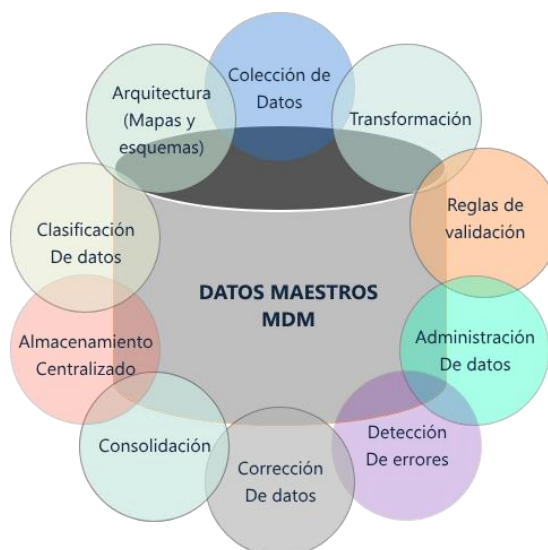 Colección de
Datos
Arquitectura
(Mapas y
esquemas)
Transformación
Reglas de
validación
Clasificación
De datos
DATOS MAESTROS
MDM
Almacenamiento
Centralizado
Administración
De datos
Consolidación
Detección
De errores
Corrección
De datos